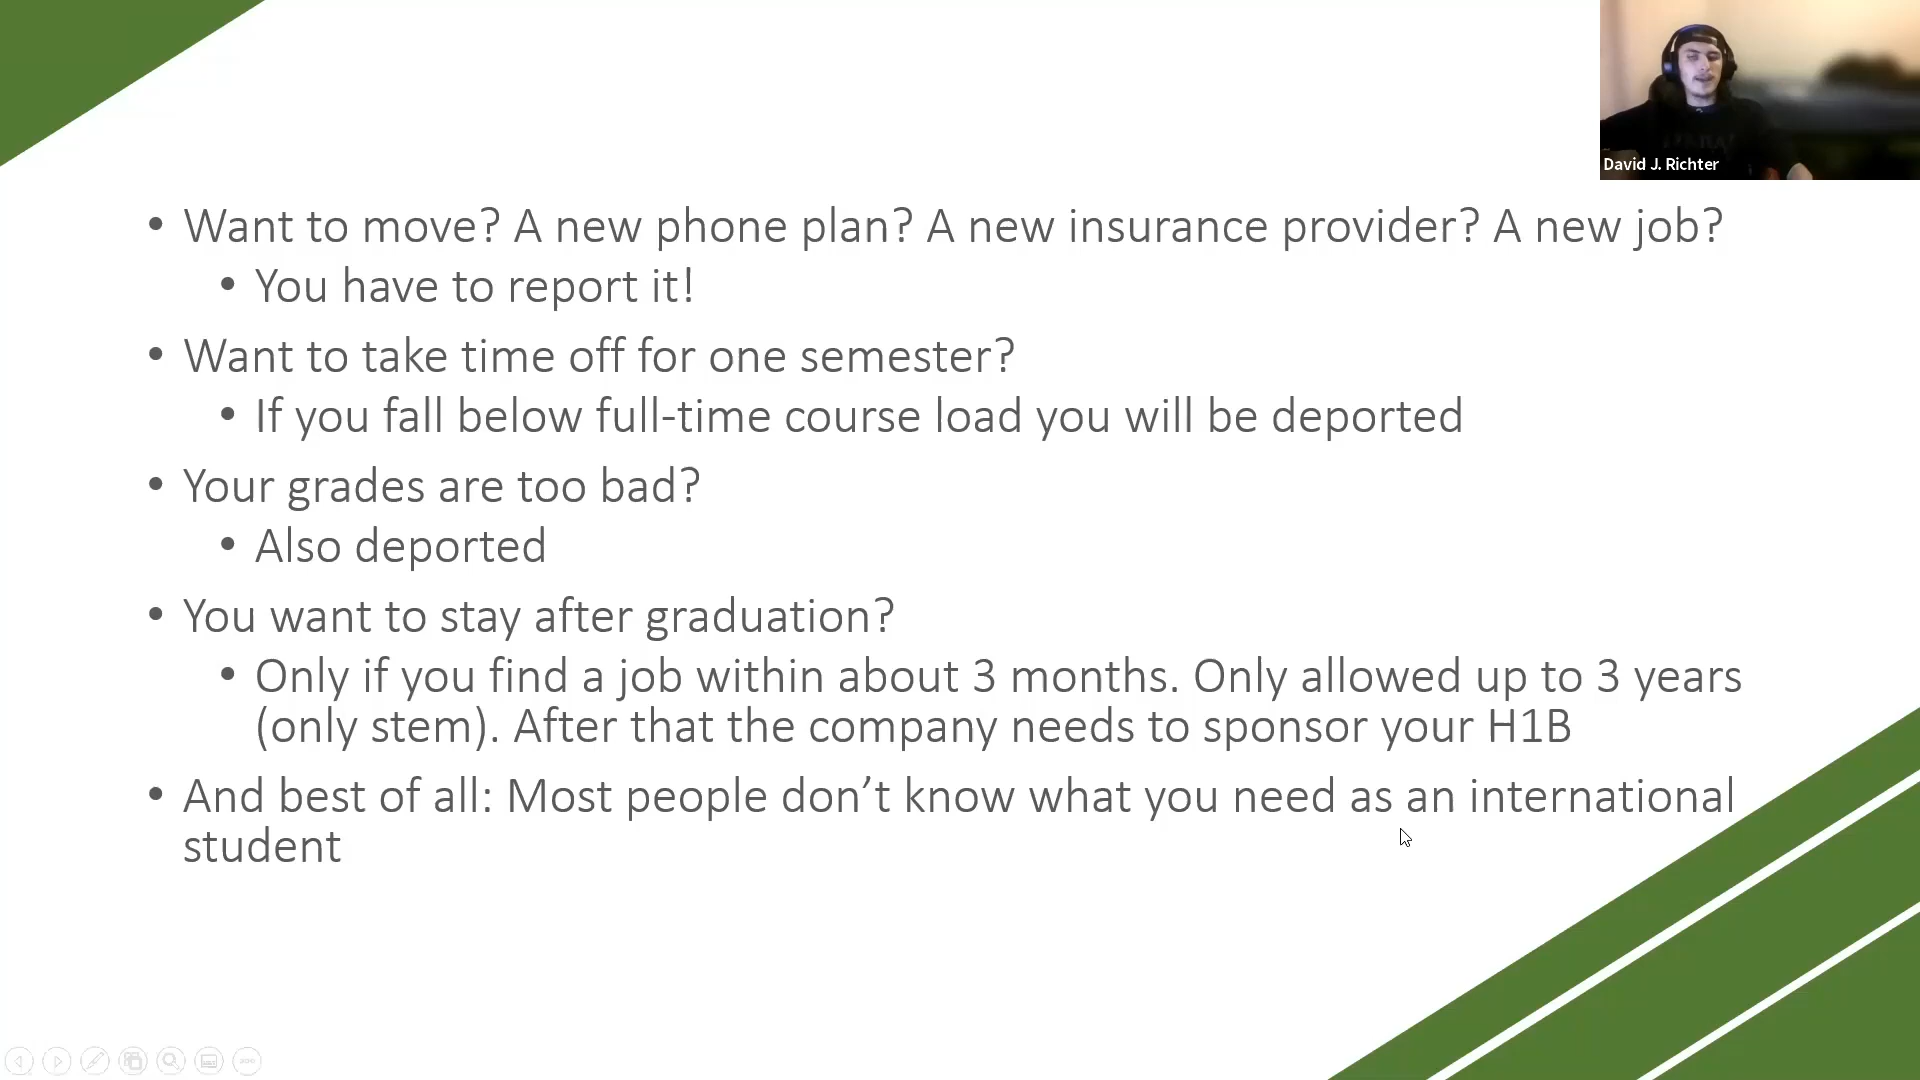 David J. Richter
• Want to move? A new phone plan? A new insurance provider? A new job?
• You have to report it!
• Want to take time off for one semester?
• If you fall below full-time course load you will be deported
• Your grades are too bad?
• Also deported
• You want to stay after graduation?
• Only if you find a job within about 3 months. Only allowed up to 3 years
(only stem). After that the company needs to sponsor your H1B
• And best of all: Most people don’t know what you need as an international
student